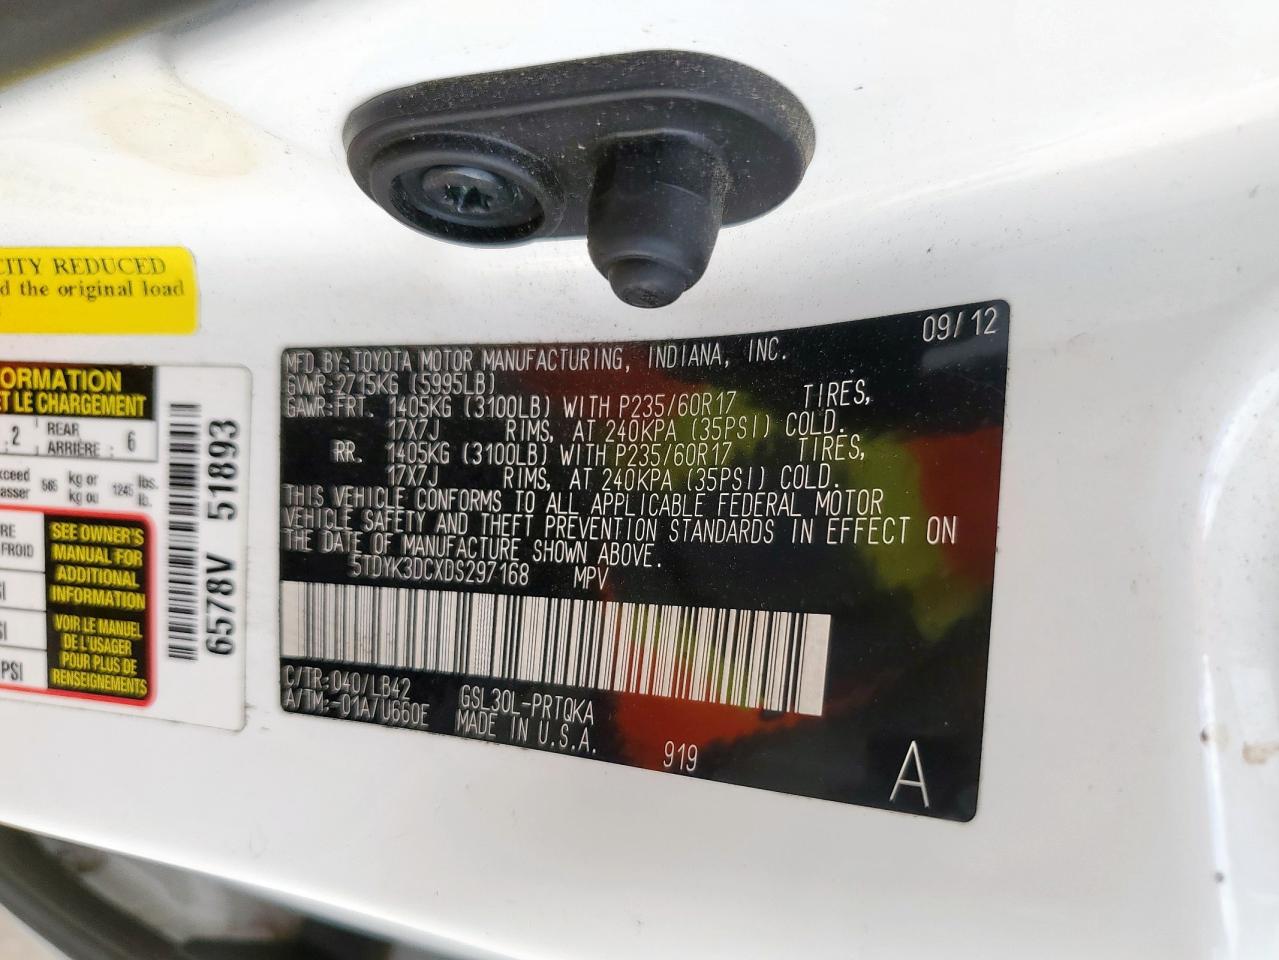 CITY REDUCED
d the original load
ORMATION
ET LE CHARGEMENT
2 REAR ARRIÈRE : 6
xceed 565 kg or 1245 lbs.
asser kg ou lb.
RE
FROID
SI
SI
PSI
SEE OWNER'S
MANUAL FOR
ADDITIONAL
INFORMATION
VOIR LE MANUEL
DE L'USAGER
POUR PLUS DE
RENSEIGNEMENTS
6578V 51893
09/12
MFD.BY:TOYOTA MOTOR MANUFACTURING, INDIANA, INC.
GVWR:2715KG (5995LB)
GAWR:FRT. 1405KG (3100LB) WITH P235/60R17 TIRES,
17X7J RIMS, AT 240KPA (35PSI) COLD.
RR. 1405KG (3100LB) WITH P235/60R17 TIRES,
17X7J RIMS, AT 240KPA (35PSI) COLD.
THIS VEHICLE CONFORMS TO ALL APPLICABLE FEDERAL MOTOR
VEHICLE SAFETY AND THEFT PREVENTION STANDARDS IN EFFECT ON
THE DATE OF MANUFACTURE SHOWN ABOVE.
5TDYK3DCXDS297168 MPV
C/TR:040/LB42 GSL30L-PRTQKA
A/TM:-01A/U660E MADE IN U.S.A.
919
A